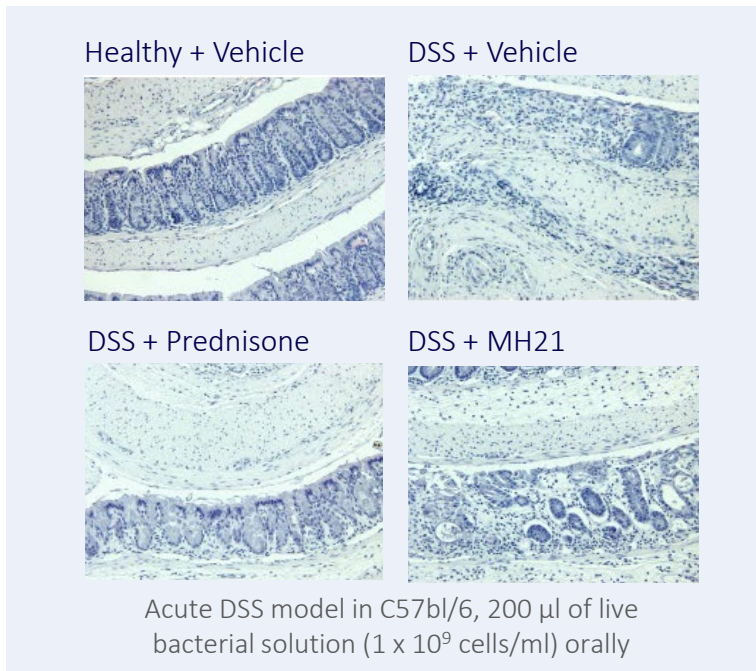 Healthy + Vehicle
DSS + Vehicle
DSS + Prednisone
DSS + MH21
Acute DSS model in C57bl/6, 200 µl of live
bacterial solution (1 x 10⁹ cells/ml) orally